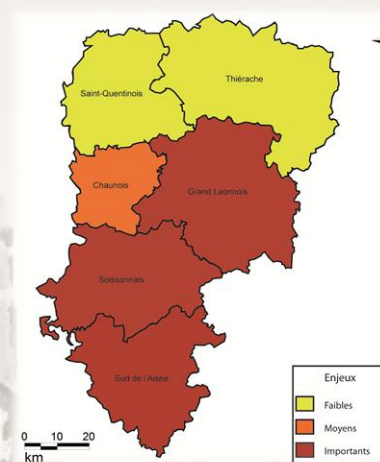 Saint-Quentinois
Thiérache
Chaunois
Grand Laonnois
Soissonnais
Sud de l'Aisne
Enjeux
Faibles
Moyens
Importants
0 10 20
km